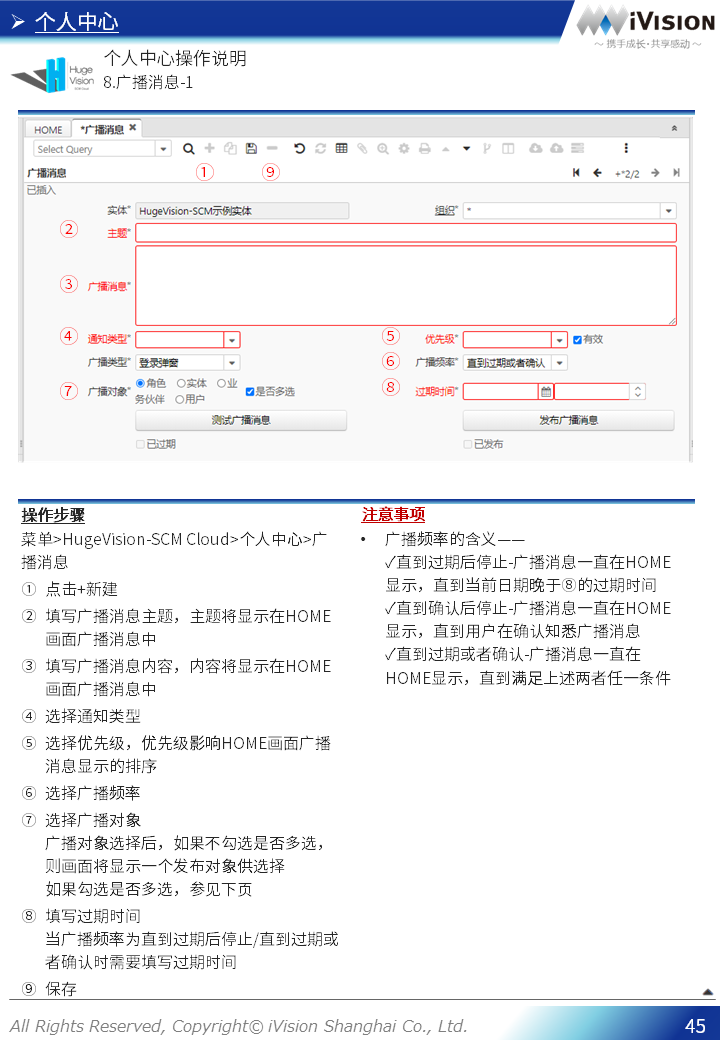 ➢ 个人中心
iVision
～ 携手成长·共享感动 ～
Huge Vision
个人中心操作说明
8.广播消息-1
HOME *广播消息 ✕
Select Query
① ⑨
广播消息 +*2/2
已插入
实体* HugeVision-SCM示例实体 组织* *
② 主题*
③ 广播消息*
④ 通知类型* ⑤ 优先级* 有效
广播类型* 登录弹窗 ⑥ 广播频率* 直到过期或者确认
⑦ 广播对象* 角色 实体 业务伙伴 用户 是否多选 ⑧ 过期时间*
测试广播消息 发布广播消息
已过期 已发布
操作步骤
菜单>HugeVision-SCM Cloud>个人中心>广
播消息
① 点击+新建
② 填写广播消息主题，主题将显示在HOME
画面广播消息中
③ 填写广播消息内容，内容将显示在HOME
画面广播消息中
④ 选择通知类型
⑤ 选择优先级，优先级影响HOME画面广播
消息显示的排序
⑥ 选择广播频率
⑦ 选择广播对象
广播对象选择后，如果不勾选是否多选，
则画面将显示一个发布对象供选择
如果勾选是否多选，参见下页
⑧ 填写过期时间
当广播频率为直到过期后停止/直到过期或
者确认时需要填写过期时间
⑨ 保存
注意事项
• 广播频率的含义——
✓直到过期后停止-广播消息一直在HOME
显示，直到当前日期晚于⑧的过期时间
✓直到确认后停止-广播消息一直在HOME
显示，直到用户在确认知悉广播消息
✓直到过期或者确认-广播消息一直在
HOME显示，直到满足上述两者任一条件
All Rights Reserved, Copyright© iVision Shanghai Co., Ltd.
45